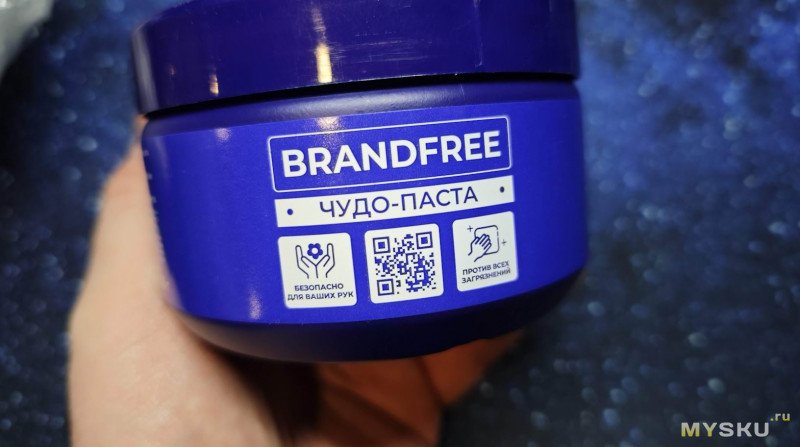 BRANDFREE
• ЧУДО-ПАСТА •
БЕЗОПАСНО
ДЛЯ ВАШИХ РУК
ПРОТИВ ВСЕХ
ЗАГРЯЗНЕНИЙ
MYSKU.ru